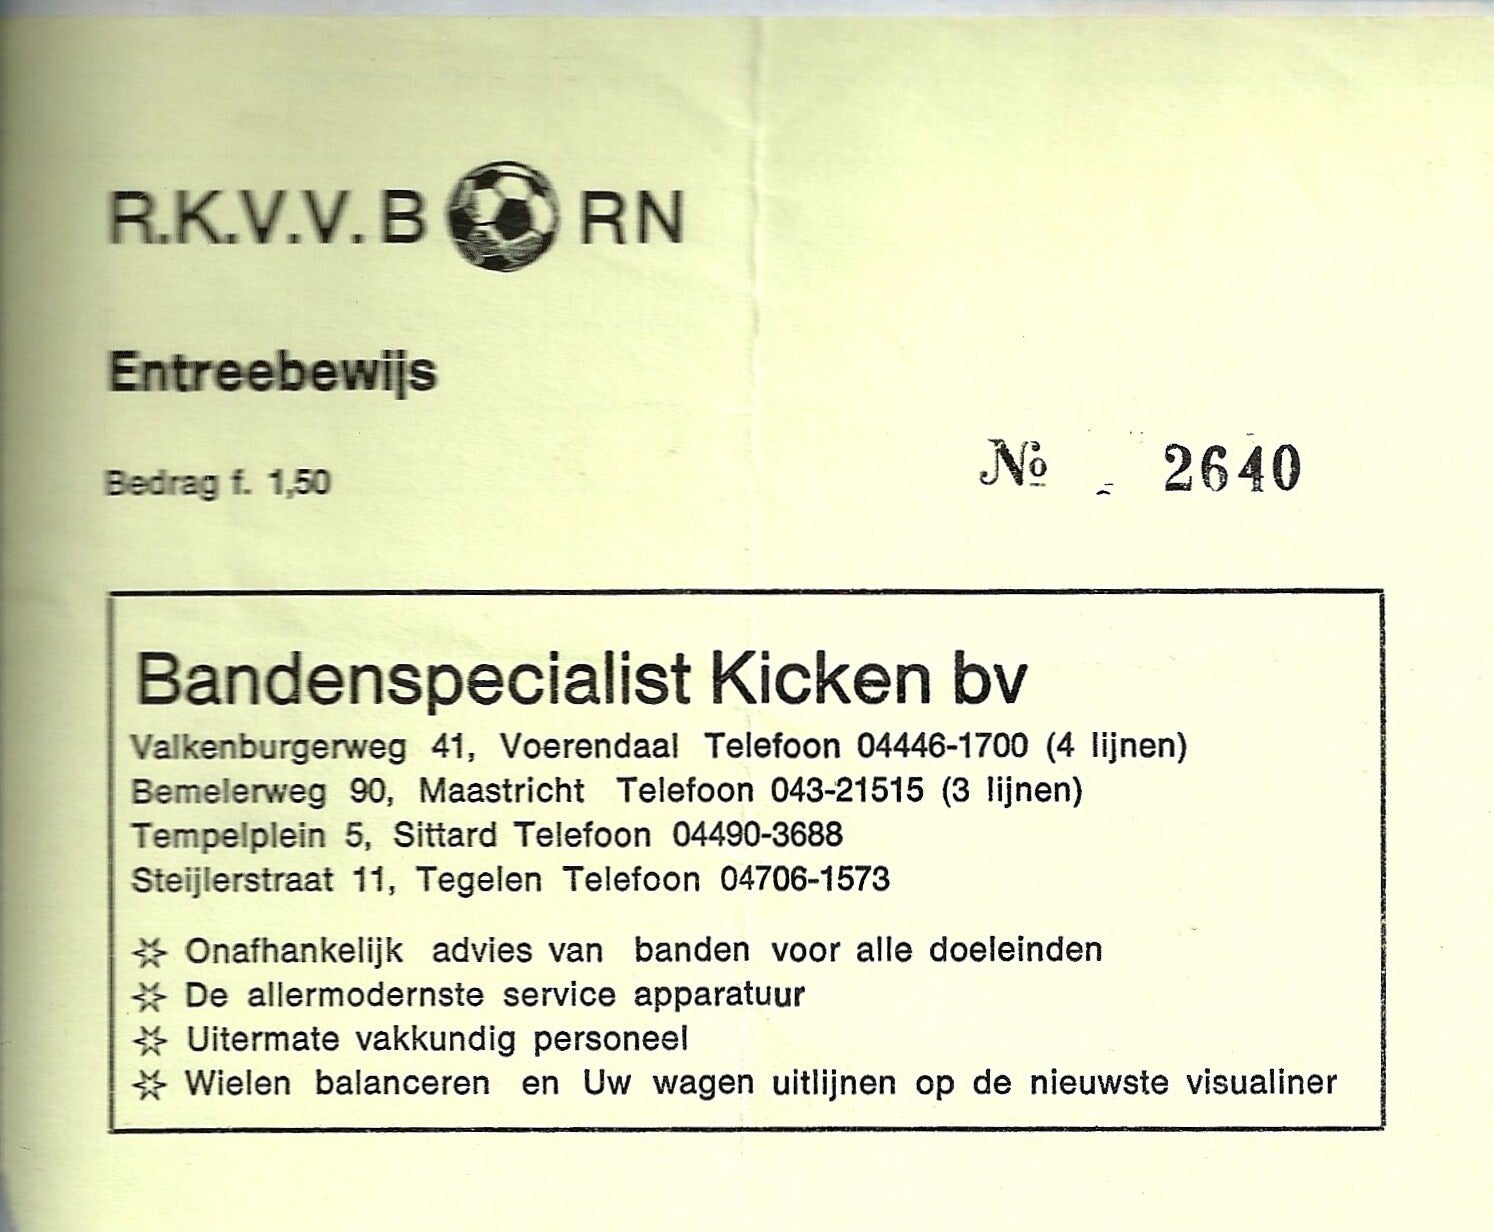 R.K.V.V. BORN
Entreebewijs
Bedrag f. 1,50
No 2640
Bandenspecialist Kicken bv
Valkenburgerweg 41, Voerendaal Telefoon 04446-1700 (4 lijnen)
Bemelerweg 90, Maastricht Telefoon 043-21515 (3 lijnen)
Tempelplein 5, Sittard Telefoon 04490-3688
Steijlerstraat 11, Tegelen Telefoon 04706-1573
Onafhankelijk advies van banden voor alle doeleinden
De allermodernste service apparatuur
Uitermate vakkundig personeel
Wielen balanceren en Uw wagen uitlijnen op de nieuwste visualiner